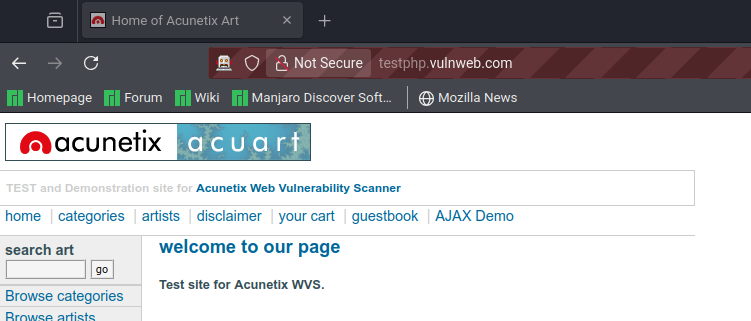 Home of Acunetix Art
Not Secure testphp.vulnweb.com
Homepage Forum Wiki Manjaro Discover Soft… Mozilla News
acunetix acuart
TEST and Demonstration site for Acunetix Web Vulnerability Scanner
home | categories | artists | disclaimer | your cart | guestbook | AJAX Demo
search art
go
welcome to our page
Test site for Acunetix WVS.
Browse categories
Browse artists